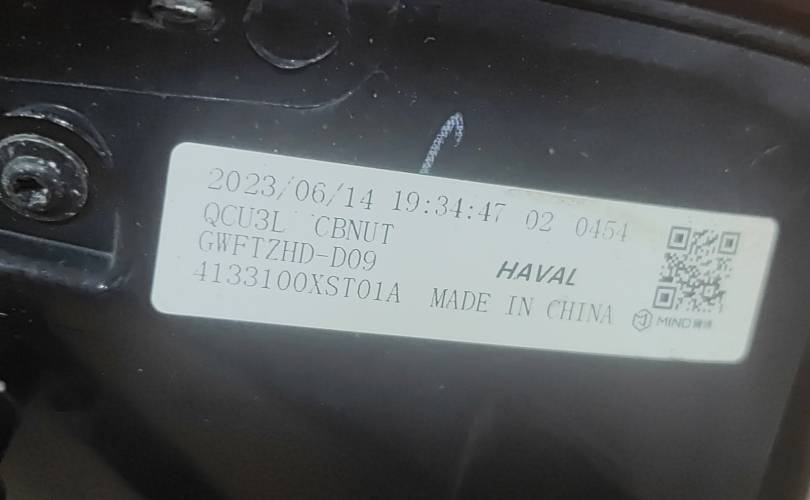 2023/06/14 19:34:47 02 0454
QCU3L CBNUT
GWFTZHD-D09
HAVAL
4133100XST01A MADE IN CHINA
MIND